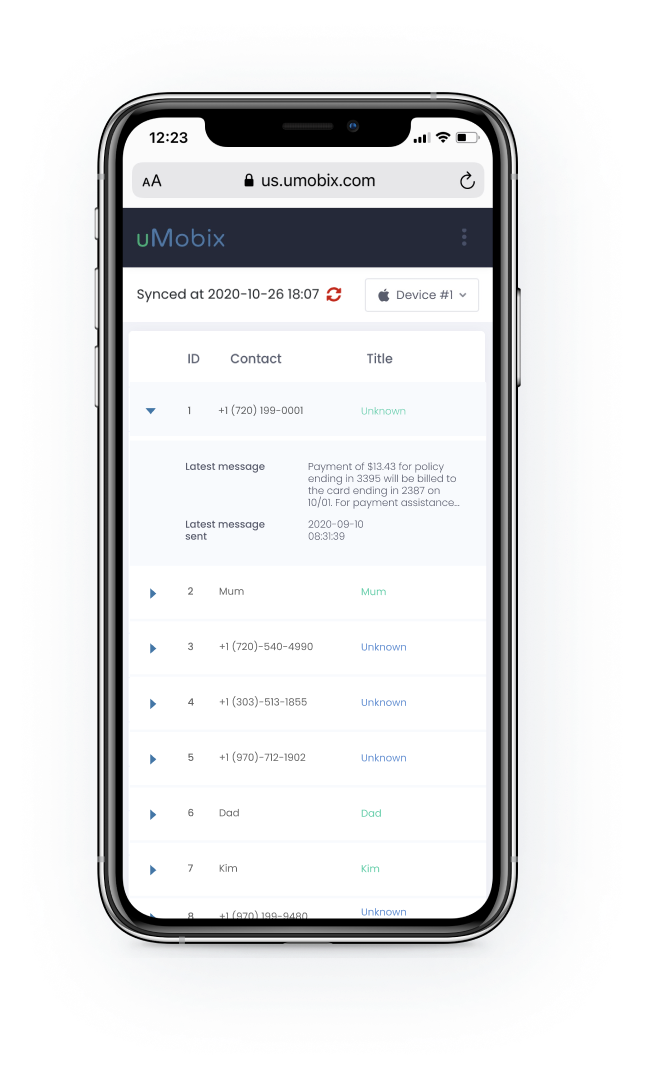 12:23
AA us.umobix.com
uMobix
Synced at 2020-10-26 18:07 Device #1
ID Contact Title
1 +1 (720) 199-0001 Unknown
Latest message Payment of $13.43 for policy
ending in 3395 will be billed to
the card ending in 2387 on
10/01. For payment assistance...
Latest message 2020-09-10
sent 08:31:39
2 Mum Mum
3 +1 (720)-540-4990 Unknown
4 +1 (303)-513-1855 Unknown
5 +1 (970)-712-1902 Unknown
6 Dad Dad
7 Kim Kim
8 +1 (970) 199-9480 Unknown